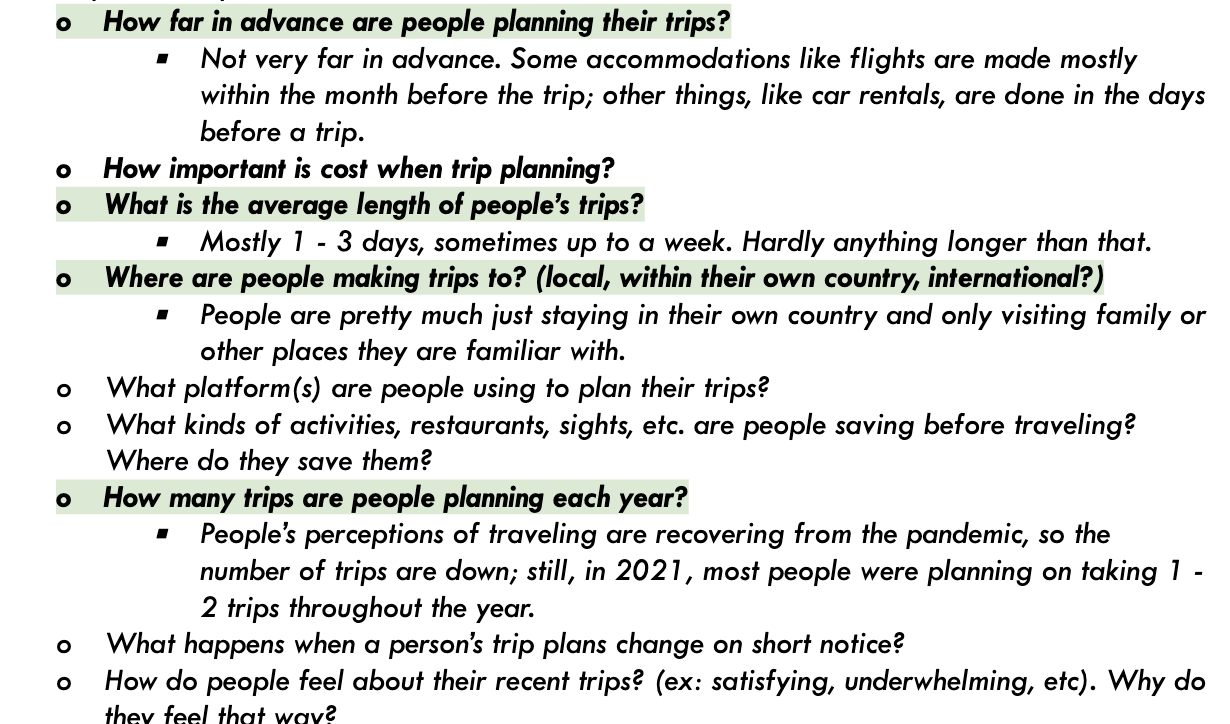 o How far in advance are people planning their trips?
▪ Not very far in advance. Some accommodations like flights are made mostly
within the month before the trip; other things, like car rentals, are done in the days
before a trip.
o How important is cost when trip planning?
o What is the average length of people’s trips?
▪ Mostly 1 - 3 days, sometimes up to a week. Hardly anything longer than that.
o Where are people making trips to? (local, within their own country, international?)
▪ People are pretty much just staying in their own country and only visiting family or
other places they are familiar with.
o What platform(s) are people using to plan their trips?
o What kinds of activities, restaurants, sights, etc. are people saving before traveling?
Where do they save them?
o How many trips are people planning each year?
▪ People’s perceptions of traveling are recovering from the pandemic, so the
number of trips are down; still, in 2021, most people were planning on taking 1 -
2 trips throughout the year.
o What happens when a person’s trip plans change on short notice?
o How do people feel about their recent trips? (ex: satisfying, underwhelming, etc). Why do
they feel that way?